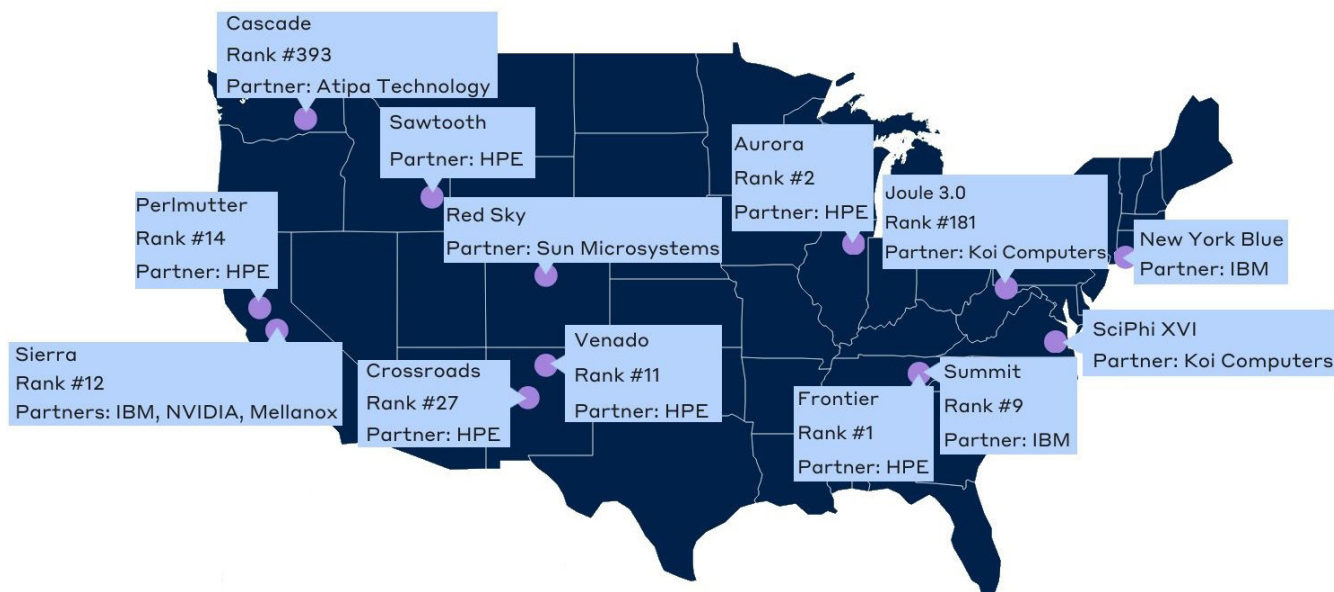 Cascade
Rank #393
Partner: Atipa Technology
Sawtooth
Partner: HPE
Aurora
Rank #2
Partner: HPE
Joule 3.0
Rank #181
Partner: Koi Computers
Perlmutter
Rank #14
Partner: HPE
Red Sky
Partner: Sun Microsystems
New York Blue
Partner: IBM
Sierra
Rank #12
Partners: IBM, NVIDIA, Mellanox
Crossroads
Rank #27
Partner: HPE
Venado
Rank #11
Partner: HPE
SciPhi XVI
Partner: Koi Computers
Frontier
Rank #1
Partner: HPE
Summit
Rank #9
Partner: IBM